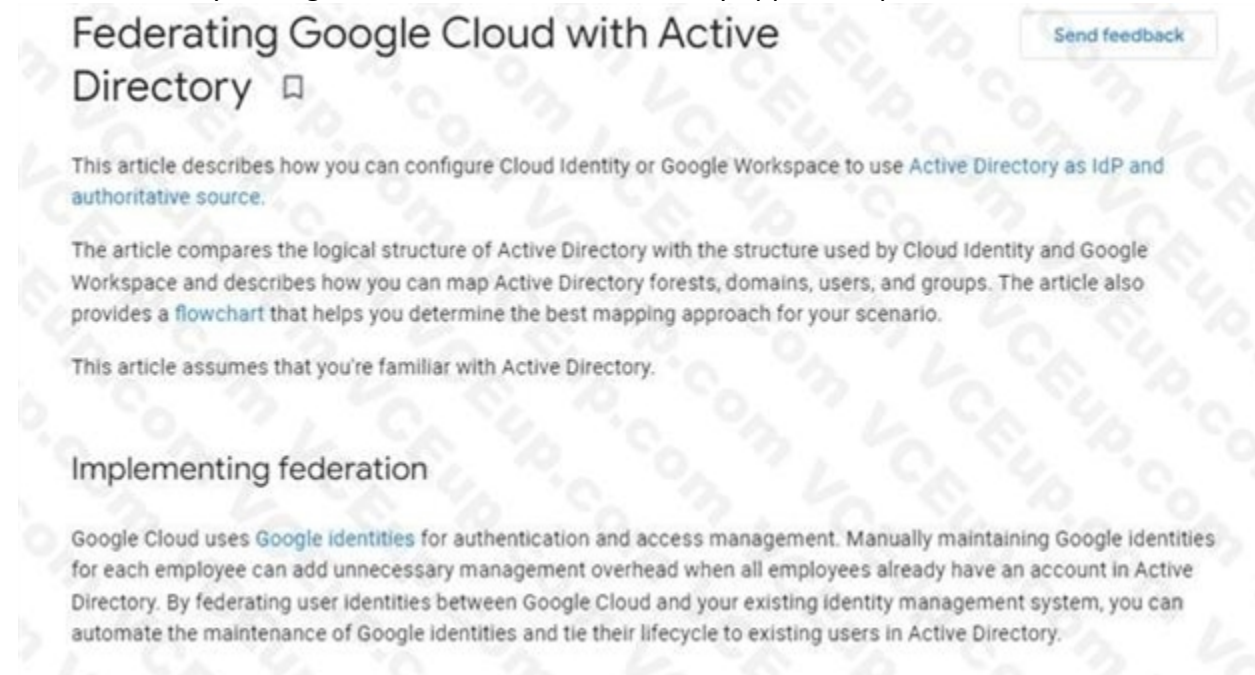 Federating Google Cloud with Active
Send feedback
Directory
This article describes how you can configure Cloud Identity or Google Workspace to use Active Directory as IdP and
authoritative source.
The article compares the logical structure of Active Directory with the structure used by Cloud Identity and Google
Workspace and describes how you can map Active Directory forests, domains, users, and groups. The article also
provides a flowchart that helps you determine the best mapping approach for your scenario.
This article assumes that you're familiar with Active Directory.
Implementing federation
Google Cloud uses Google identities for authentication and access management. Manually maintaining Google identities
for each employee can add unnecessary management overhead when all employees already have an account in Active
Directory. By federating user identities between Google Cloud and your existing identity management system, you can
automate the maintenance of Google identities and tie their lifecycle to existing users in Active Directory.
VCEup.com